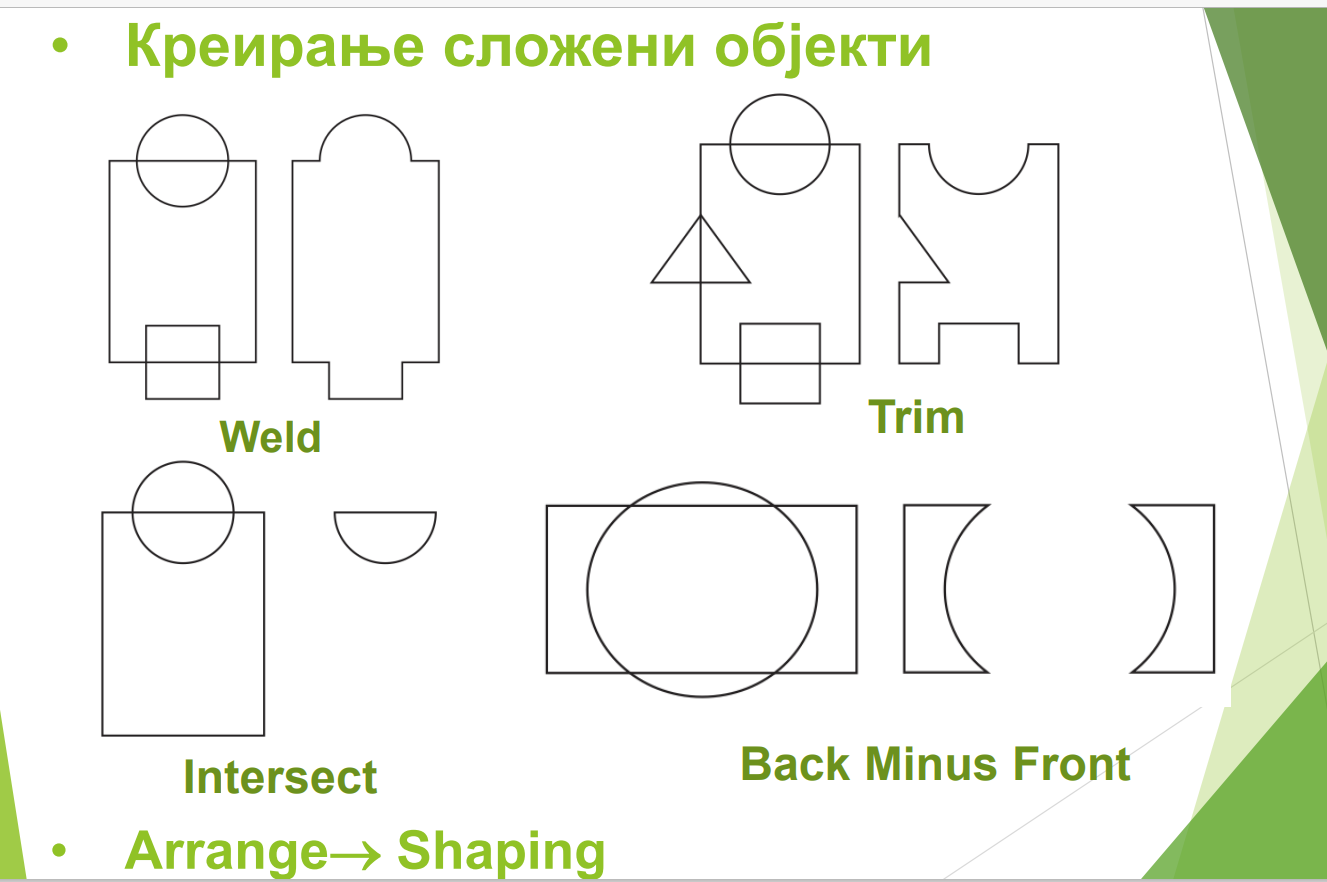 • Креирање сложени објекти
Weld
Trim
Intersect
Back Minus Front
• Arrange→ Shaping